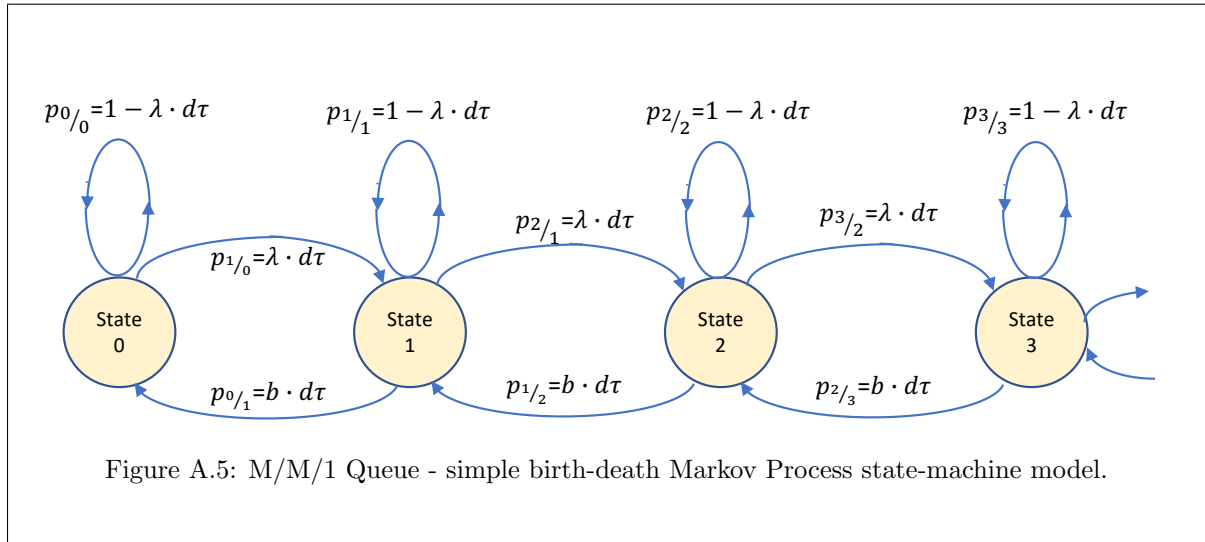 p0/0=1 − λ · dτ p1/1=1 − λ · dτ p2/2=1 − λ · dτ p3/3=1 − λ · dτ
p2/1=λ · dτ p3/2=λ · dτ
p1/0=λ · dτ
State State State State
0 1 2 3
p0/1=b · dτ p1/2=b · dτ p2/3=b · dτ
Figure A.5: M/M/1 Queue - simple birth-death Markov Process state-machine model.